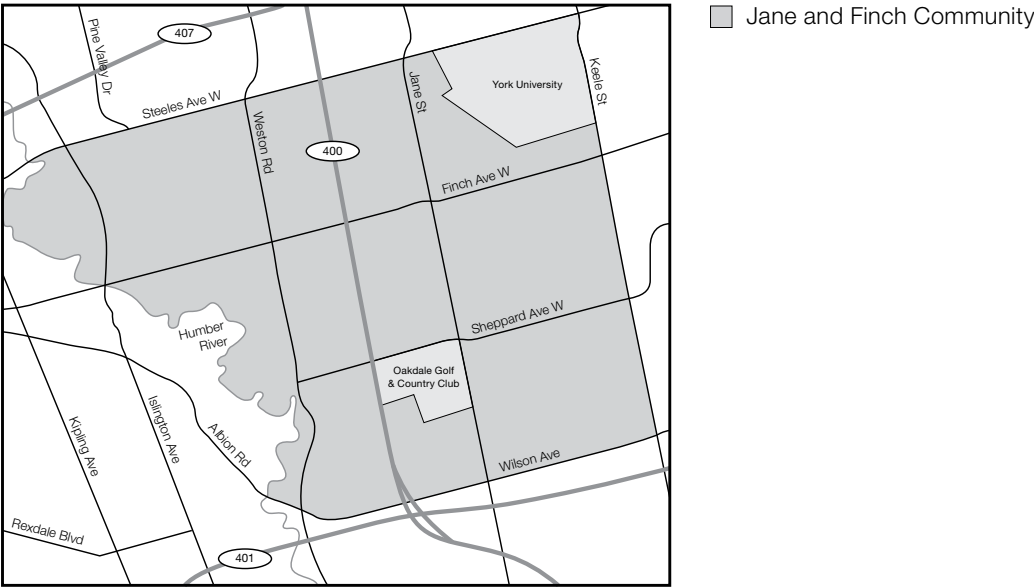 Jane and Finch Community
407
Pine Valley Dr
Steeles Ave W
Weston Rd
400
Jane St
York University
Keele St
Finch Ave W
Humber
River
Sheppard Ave W
Oakdale Golf
& Country Club
Kipling Ave
Islington Ave
Albion Rd
Wilson Ave
Rexdale Blvd
401